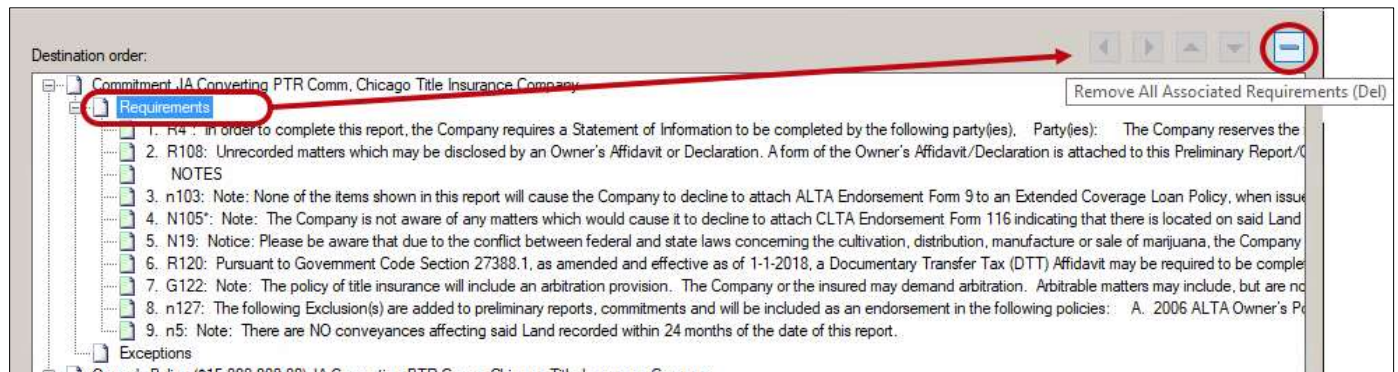 Destination order:
Remove All Associated Requirements (Del)
Commitment JA Converting PTR Comm, Chicago Title Insurance Company
Requirements
1. R4*: In order to complete this report, the Company requires a Statement of Information to be completed by the following party(ies), Party(ies): The Company reserves the
2. R108: Unrecorded matters which may be disclosed by an Owner's Affidavit or Declaration. A form of the Owner's Affidavit/Declaration is attached to this Preliminary Report/
NOTES
3. n103: Note: None of the items shown in this report will cause the Company to decline to attach ALTA Endorsement Form 9 to an Extended Coverage Loan Policy, when issue
4. N105*: Note: The Company is not aware of any matters which would cause it to decline to attach CLTA Endorsement Form 116 indicating that there is located on said Land
5. N19: Notice: Please be aware that due to the conflict between federal and state laws concerning the cultivation, distribution, manufacture or sale of marijuana, the Company
6. R120: Pursuant to Government Code Section 27388.1, as amended and effective as of 1-1-2018, a Documentary Transfer Tax (DTT) Affidavit may be required to be comple
7. G122: Note: The policy of title insurance will include an arbitration provision. The Company or the insured may demand arbitration. Arbitrable matters may include, but are no
8. n127: The following Exclusion(s) are added to preliminary reports, commitments and will be included as an endorsement in the following policies: A. 2006 ALTA Owner's Po
9. n5: Note: There are NO conveyances affecting said Land recorded within 24 months of the date of this report.
Exceptions